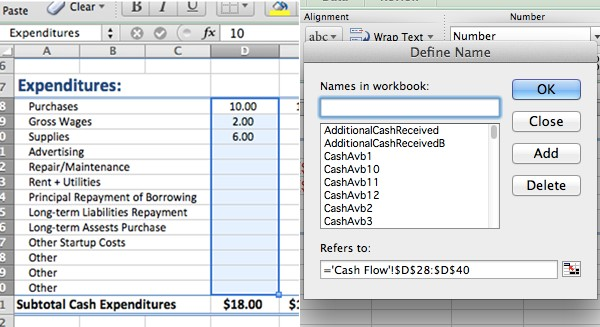 Paste
Clear
B I U A
Expenditures
fx 10
A B C D
6
7 Expenditures:
8 Purchases 10.00
9 Gross Wages 2.00
0 Supplies 6.00
1 Advertising
2 Repair/Maintenance
3 Rent + Utilities
4 Principal Repayment of Borrowing
5 Long-term Liabilities Repayment
6 Long-term Assests Purchase
7 Other Startup Costs
8 Other
9 Other
0 Other
1 Subtotal Cash Expenditures $18.00
2
Alignment Number
abc Wrap Text Number
Define Name
Names in workbook:
AdditionalCashReceived
AdditionalCashReceivedB
CashAvb1
CashAvb10
CashAvb11
CashAvb12
CashAvb2
CashAvb3
OK
Close
Add
Delete
Refers to:
='Cash Flow'!$D$28:$D$40